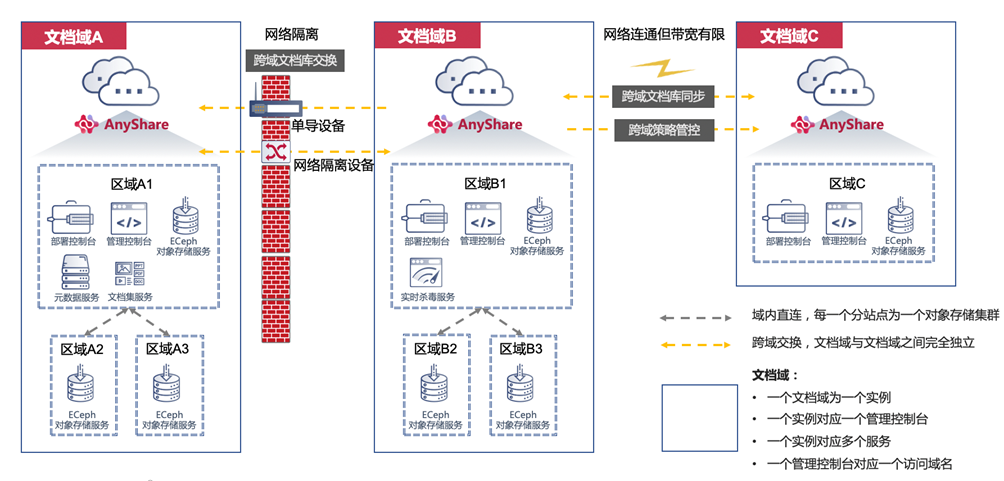 文档域A
网络隔离
跨域文档库交换
文档域B
网络连通但带宽有限
文档域C
跨域文档库同步
跨域策略管控
单导设备
网络隔离设备
AnyShare
AnyShare
AnyShare
区域A1
部署控制台
管理控制台
ECeph
对象存储服务
元数据服务
文档集服务
区域A2
ECeph
对象存储服务
区域A3
ECeph
对象存储服务
区域B1
部署控制台
管理控制台
ECeph
对象存储服务
实时杀毒服务
区域B2
ECeph
对象存储服务
区域B3
ECeph
对象存储服务
区域C
部署控制台
管理控制台
ECeph
对象存储服务
域内直连，每一个分站点为一个对象存储集群
跨域交换，文档域与文档域之间完全独立
文档域：
• 一个文档域为一个实例
• 一个实例对应一个管理控制台
• 一个实例对应多个服务
• 一个管理控制台对应一个访问域名